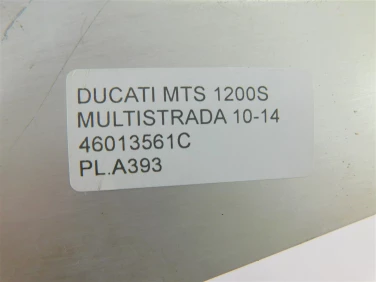 DUCATI MTS 1200S
MULTISTRADA 10-14
46013561C
PL.A393